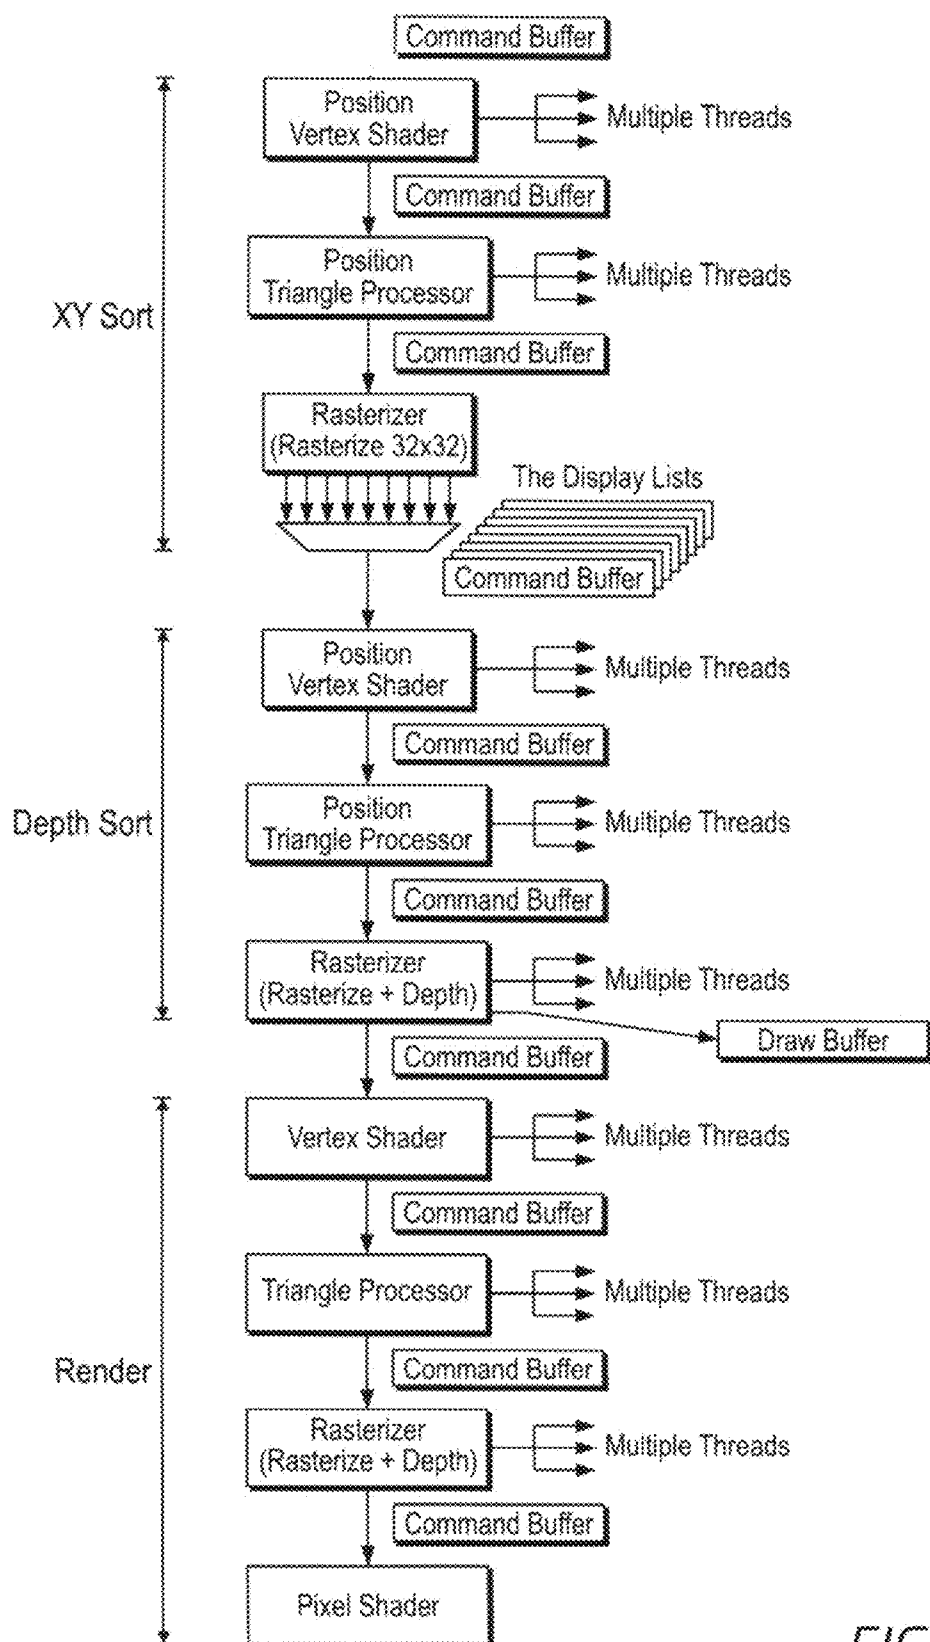 Command Buffer
Position
Vertex Shader
Multiple Threads
Command Buffer
Position
Triangle Processor
Multiple Threads
XY Sort
Command Buffer
Rasterizer
(Rasterize 32x32)
The Display Lists
Command Buffer
Position
Vertex Shader
Multiple Threads
Command Buffer
Depth Sort
Position
Triangle Processor
Multiple Threads
Command Buffer
Rasterizer
(Rasterize + Depth)
Multiple Threads
Draw Buffer
Command Buffer
Vertex Shader
Multiple Threads
Command Buffer
Triangle Processor
Multiple Threads
Render
Command Buffer
Rasterizer
(Rasterize + Depth)
Multiple Threads
Command Buffer
Pixel Shader
FIG